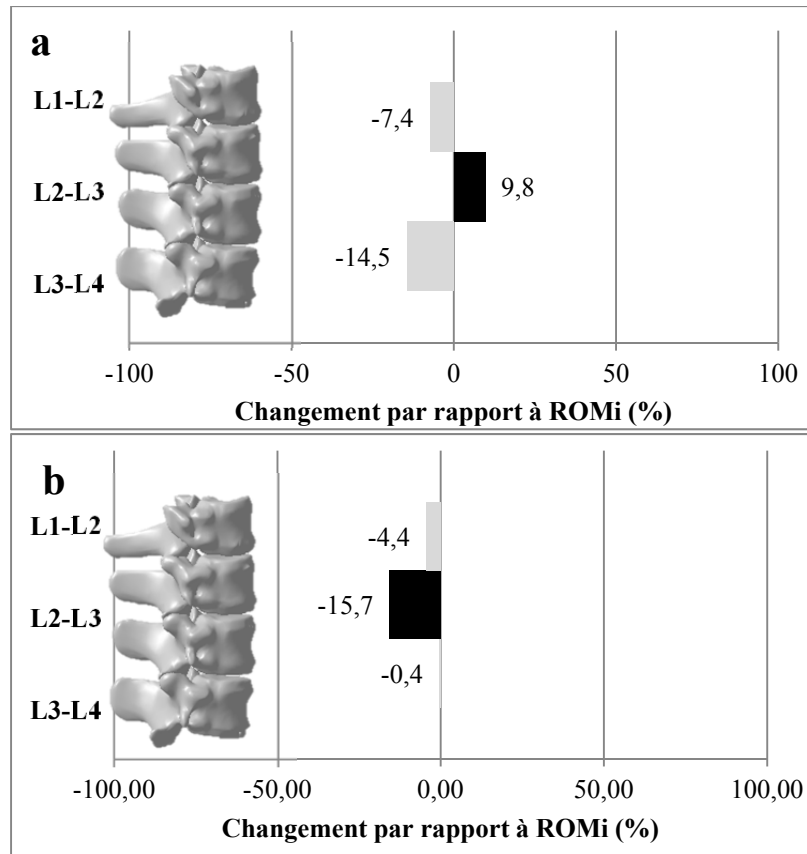 a
L1-L2
-7,4
L2-L3
9,8
-14,5
L3-L4
-100 -50 0 50 100
Changement par rapport à ROMi (%)
b
L1-L2
-4,4
-15,7
L2-L3
-0,4
L3-L4
-100,00 -50,00 0,00 50,00 100,00
Changement par rapport à ROMi (%)